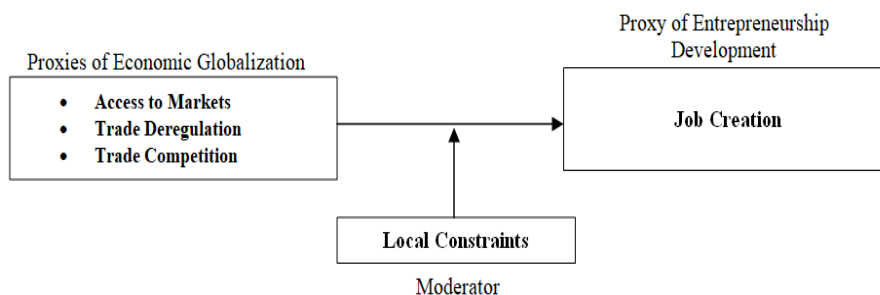 Proxy of Entrepreneurship
Development
Proxies of Economic Globalization
• Access to Markets
• Trade Deregulation
• Trade Competition
Job Creation
Local Constraints
Moderator